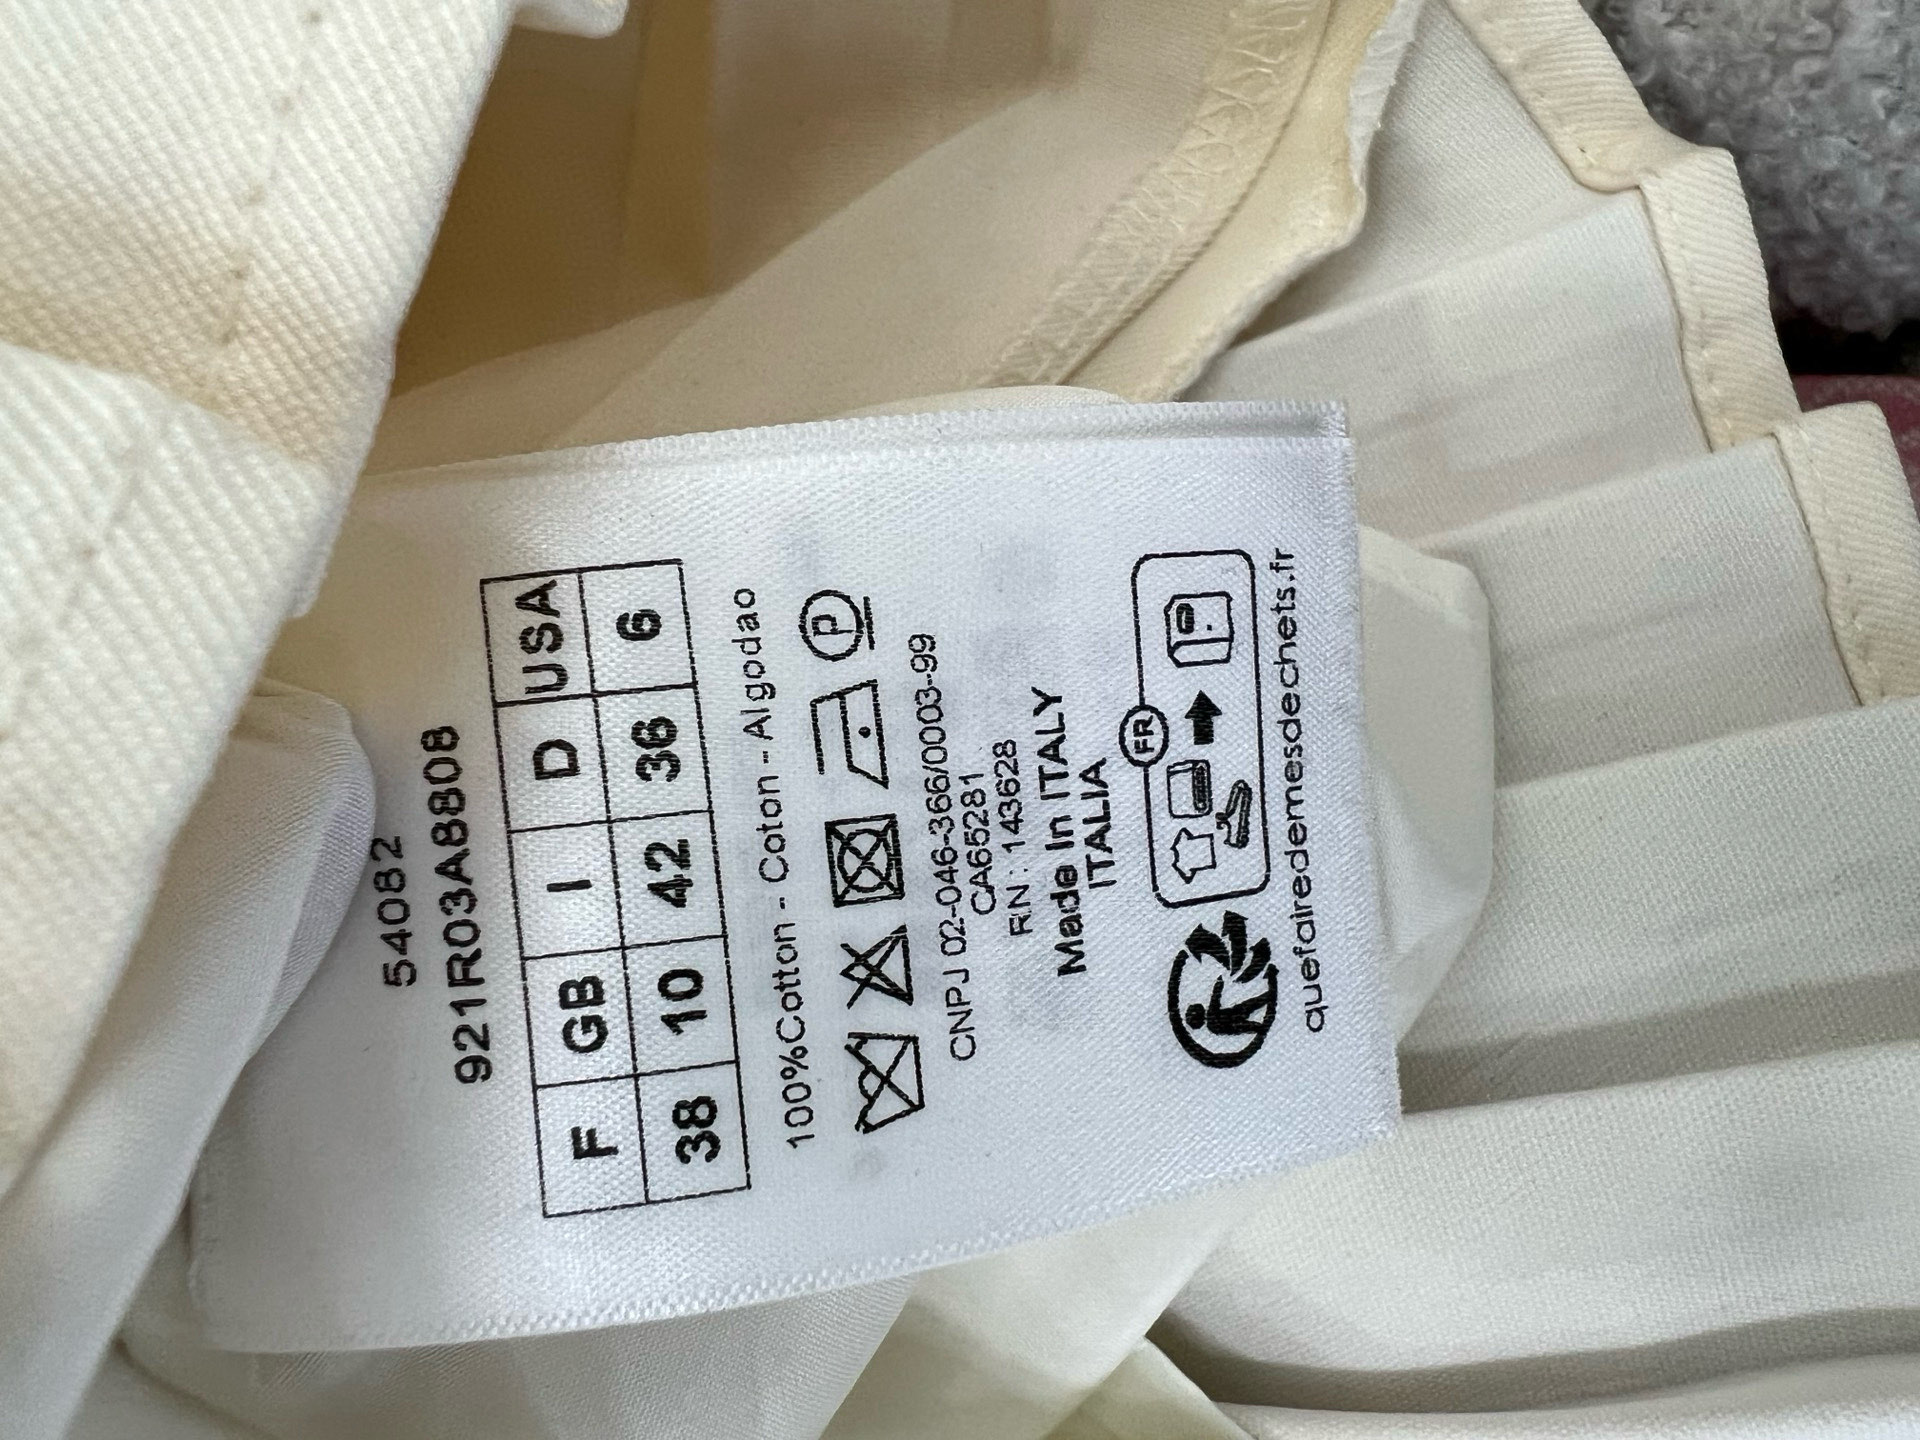 54082
921R03A8808
F GB I D USA
38 10 42 36 6
100%Cotton - Coton - Algodao
P
CNPJ 02-046-366/0003-99
CA65281
RN : 143628
Made In ITALY
ITALIA
FR
quefairedemesdechets.fr